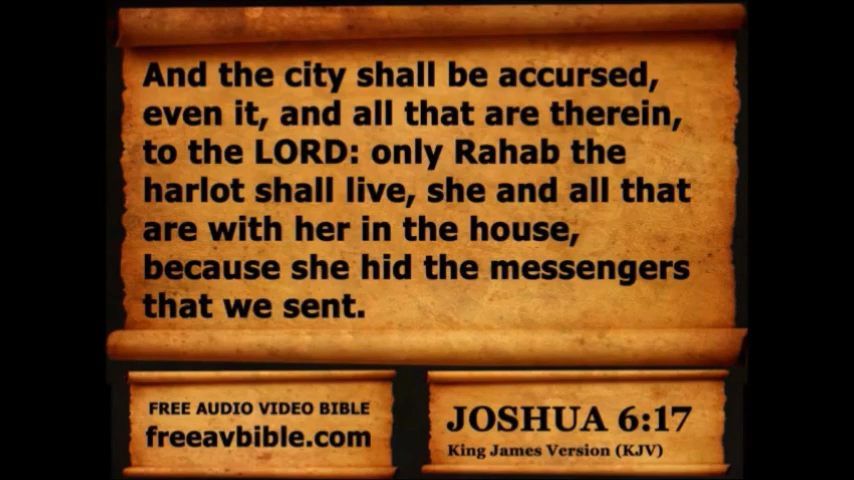 And the city shall be accursed,
even it, and all that are therein,
to the LORD: only Rahab the
harlot shall live, she and all that
are with her in the house,
because she hid the messengers
that we sent.
FREE AUDIO VIDEO BIBLE
freeavbible.com
JOSHUA 6:17
King James Version (KJV)